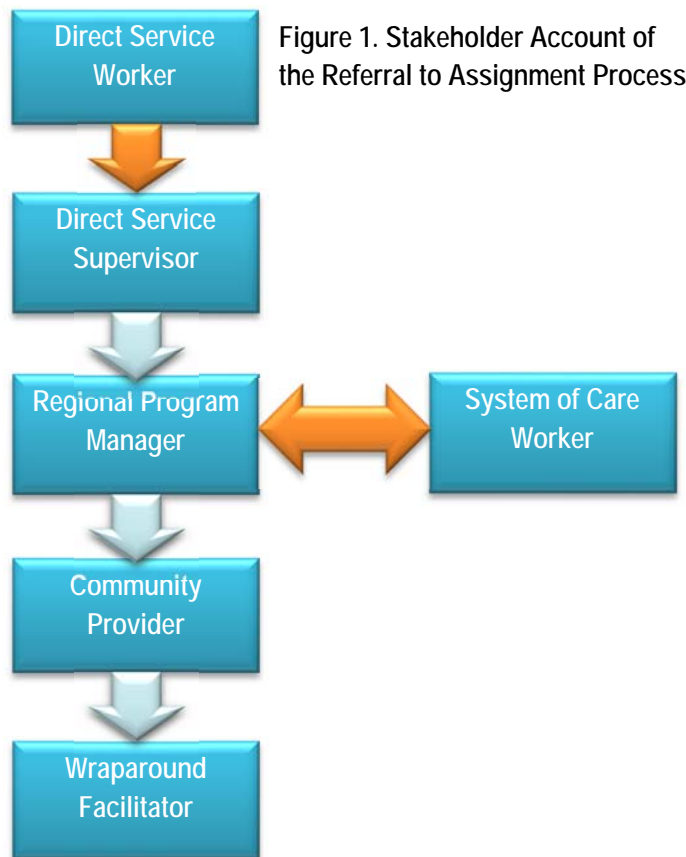 Direct Service
Worker
Figure 1. Stakeholder Account of
the Referral to Assignment Process
Direct Service
Supervisor
Regional Program
Manager
System of Care
Worker
Community
Provider
Wraparound
Facilitator